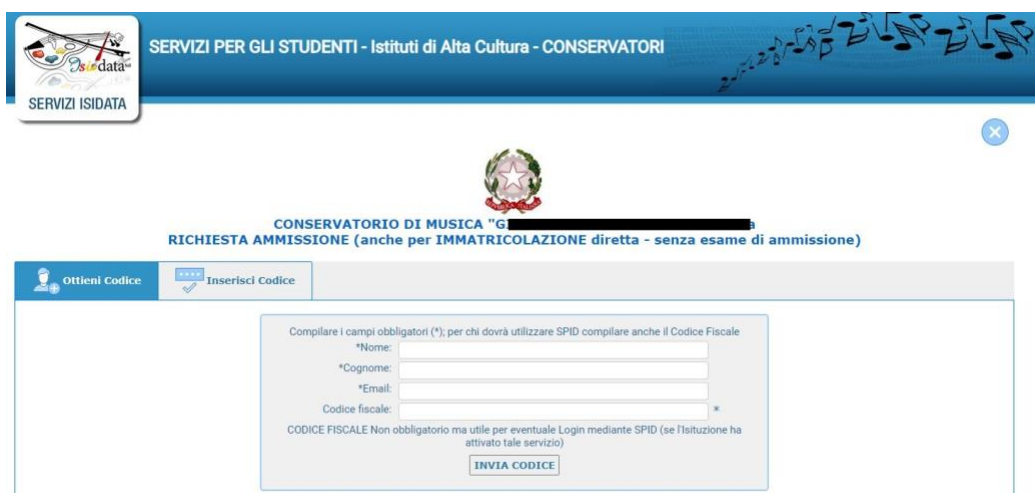 Isidata
SERVIZI ISIDATA
SERVIZI PER GLI STUDENTI - Istituti di Alta Cultura - CONSERVATORI
CONSERVATORIO DI MUSICA "G
RICHIESTA AMMISSIONE (anche per IMMATRICOLAZIONE diretta - senza esame di ammissione)
Ottieni Codice
Inserisci Codice
Compilare i campi obbligatori (*); per chi dovrà utilizzare SPID compilare anche il Codice Fiscale
*Nome:
*Cognome:
*Email:
Codice fiscale: *
CODICE FISCALE Non obbligatorio ma utile per eventuale Login mediante SPID (se l'Isituzione ha
attivato tale servizio)
INVIA CODICE